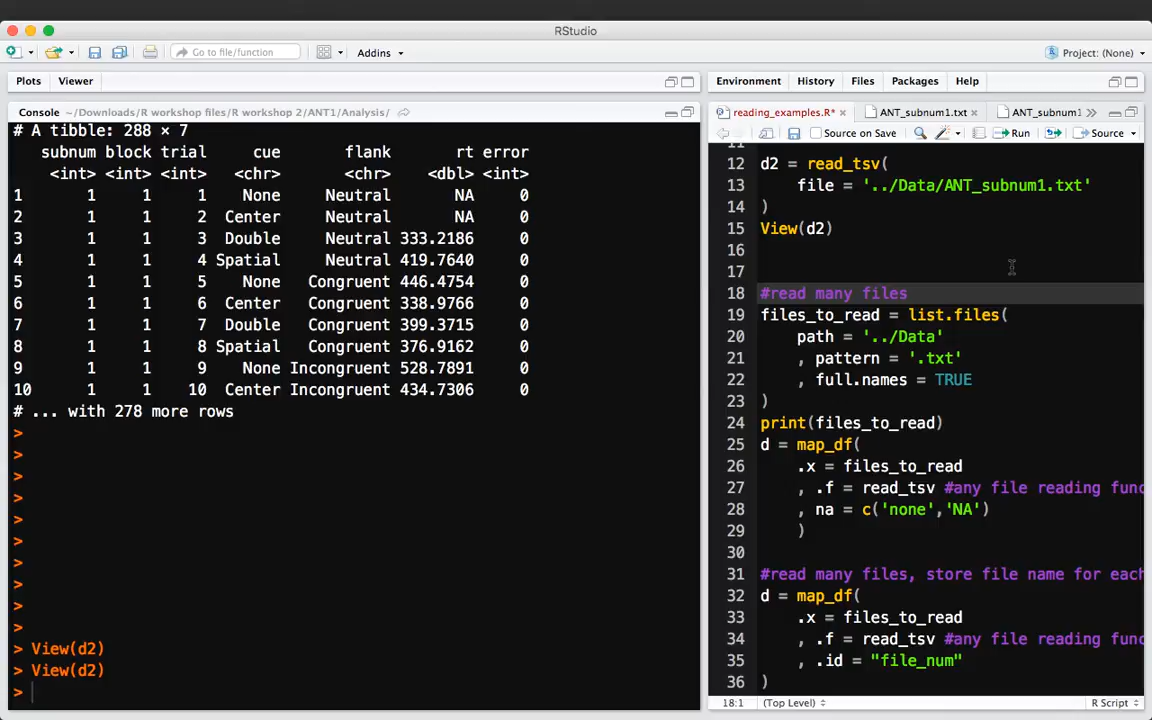 RStudio
Go to file/function
Addins
Project: (None)
Plots
Viewer
Console ~/Downloads/R workshop files/R workshop 2/ANT1/Analysis/
# A tibble: 288 × 7
subnum block trial cue flank rt error
<int> <int> <int> <chr> <chr> <dbl> <int>
1 1 1 1 None Neutral NA 0
2 1 1 2 Center Neutral NA 0
3 1 1 3 Double Neutral 333.2186 0
4 1 1 4 Spatial Neutral 419.7640 0
5 1 1 5 None Congruent 446.4754 0
6 1 1 6 Center Congruent 338.9766 0
7 1 1 7 Double Congruent 399.3715 0
8 1 1 8 Spatial Congruent 376.9162 0
9 1 1 9 None Incongruent 528.7891 0
10 1 1 10 Center Incongruent 434.7306 0
# ... with 278 more rows
>
>
>
>
>
>
>
>
>
>
> View(d2)
> View(d2)
>
Environment History Files Packages Help
reading_examples.R* × ANT_subnum1.txt × ANT_subnum1
Source on Save Run Source
11
12 d2 = read_tsv(
13 file = '../Data/ANT_subnum1.txt'
14 )
15 View(d2)
16
17
18 #read many files
19 files_to_read = list.files(
20 path = '../Data'
21 , pattern = '.txt'
22 , full.names = TRUE
23 )
24 print(files_to_read)
25 d = map_df(
26 .x = files_to_read
27 , .f = read_tsv #any file reading func
28 , na = c('none','NA')
29 )
30
31 #read many files, store file name for each
32 d = map_df(
33 .x = files_to_read
34 , .f = read_tsv #any file reading func
35 , .id = "file_num"
36 )
18:1 (Top Level) R Script